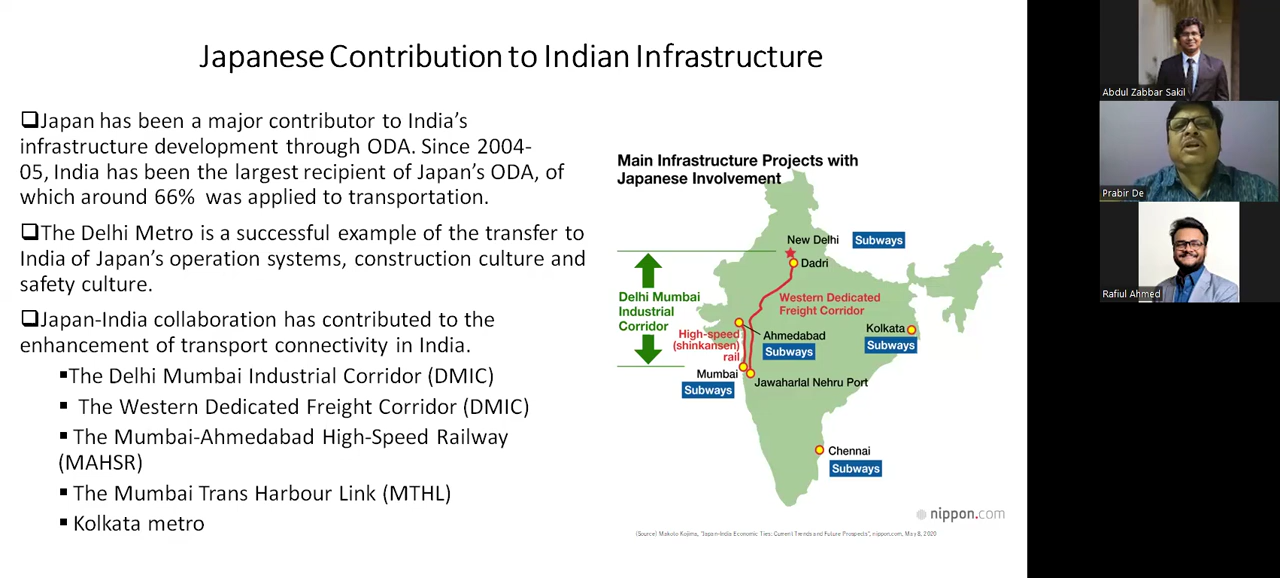 Japanese Contribution to Indian Infrastructure
❑Japan has been a major contributor to India's
infrastructure development through ODA. Since 2004-
05, India has been the largest recipient of Japan's ODA, of
which around 66% was applied to transportation.
❑The Delhi Metro is a successful example of the transfer to
India of Japan's operation systems, construction culture and
safety culture.
❑Japan-India collaboration has contributed to the
enhancement of transport connectivity in India.
▪The Delhi Mumbai Industrial Corridor (DMIC)
▪ The Western Dedicated Freight Corridor (DMIC)
▪ The Mumbai-Ahmedabad High-Speed Railway
(MAHSR)
▪ The Mumbai Trans Harbour Link (MTHL)
▪ Kolkata metro
Main Infrastructure Projects with
Japanese Involvement
New Delhi
Subways
Dadri
Delhi Mumbai
Industrial
Corridor
Western Dedicated
Freight Corridor
High-speed
(shinkansen)
rail
Ahmedabad
Subways
Kolkata
Subways
Mumbai
Subways
Jawaharlal Nehru Port
Chennai
Subways
nippon.com
(Source) Makoto Kojima, "Japan-India Economic Ties: Current Trends and Future Prospects", nippon.com, May 8, 2020
Abdul Zabbar Sakil
Prabir De
Rafiul Ahmed